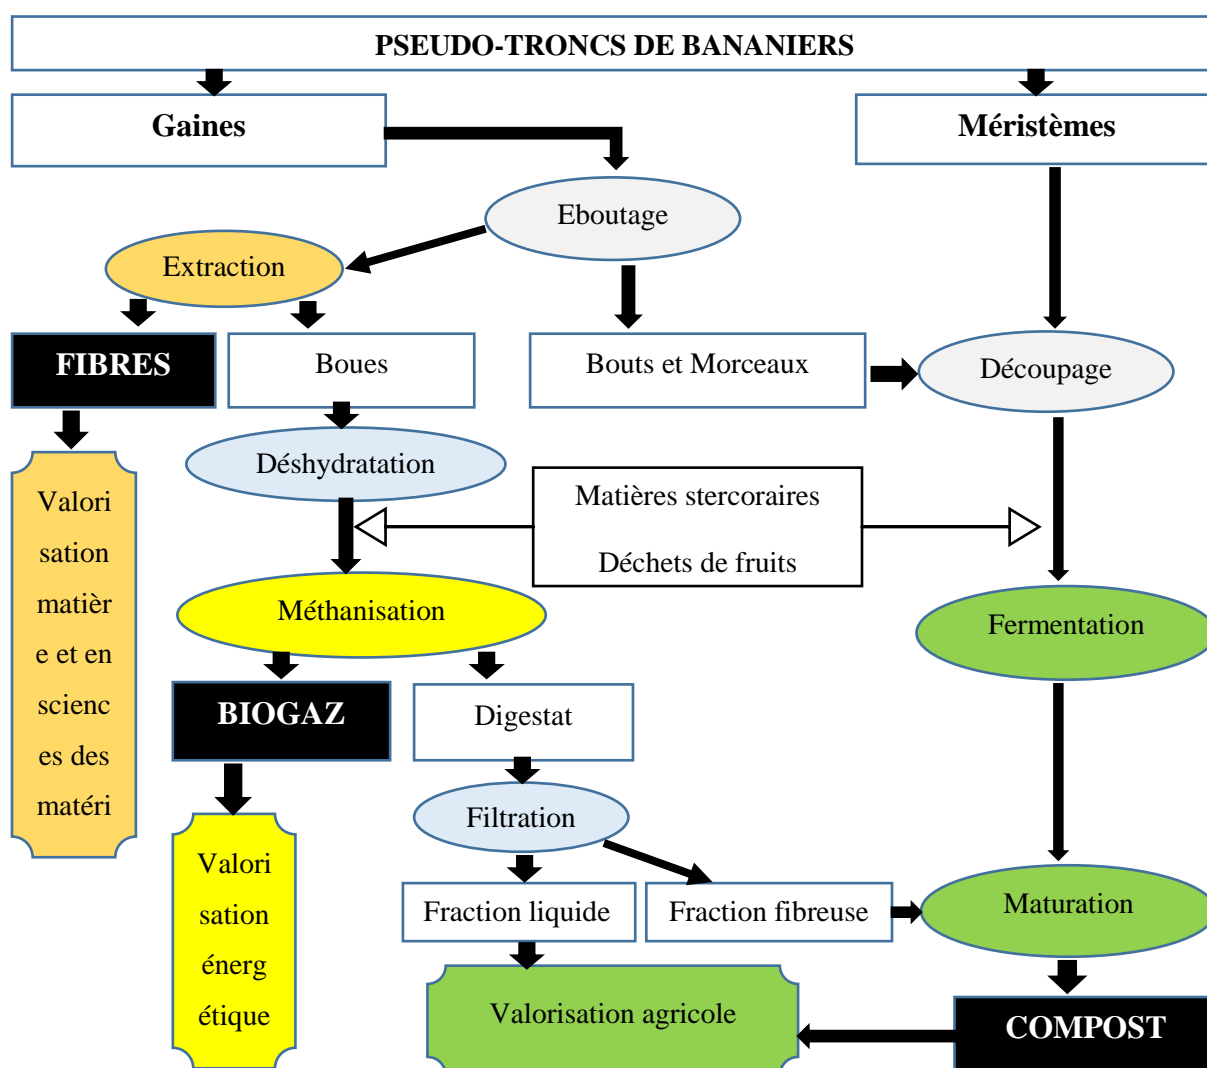 PSEUDO-TRONCS DE BANANIERS
Gaines
Méristèmes
Eboutage
Extraction
FIBRES
Boues
Bouts et Morceaux
Découpage
Déshydratation
Matières stercoraires
Déchets de fruits
Valori
sation
matièr
e et en
scienc
es des
matéri
Méthanisation
Fermentation
BIOGAZ
Digestat
Filtration
Valori
sation
énerg
étique
Fraction liquide
Fraction fibreuse
Maturation
Valorisation agricole
COMPOST